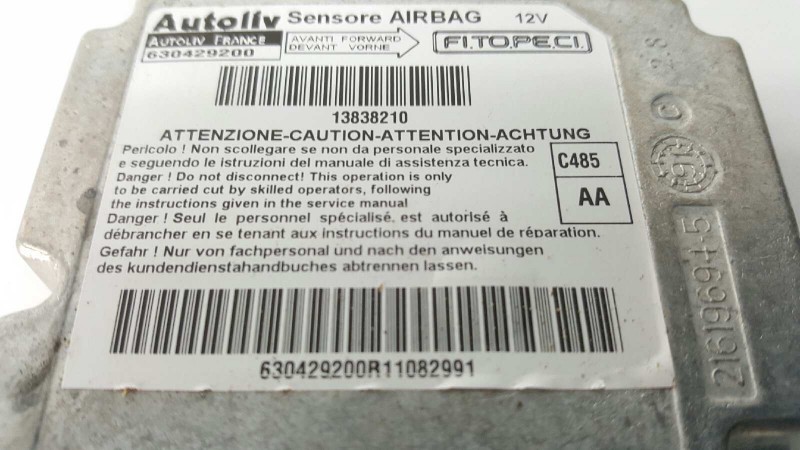 Autoliv Sensore AIRBAG 12V
AUTOLIV FRANCE
630429200
AVANTI FORWARD
DEVANT VORNE
FI.TO.PE.CI.
13838210
ATTENZIONE-CAUTION-ATTENTION-ACHTUNG
Pericolo ! Non scollegare se non da personale specializzato
e seguendo le istruzioni del manuale di assistenza tecnica.
Danger ! Do not disconnect! This operation is only
to be carried cut by skilled operators, following
the instructions given in the service manual
Danger ! Seul le personnel spécialisé, est autorisé à
débrancher en se tenant aux instructions du manuel de réparation.
Gefahr ! Nur von fachpersonal und nach den anweisungen
des kundendienstahandbuches abtrennen lassen.
C485
AA
630429200R11082991